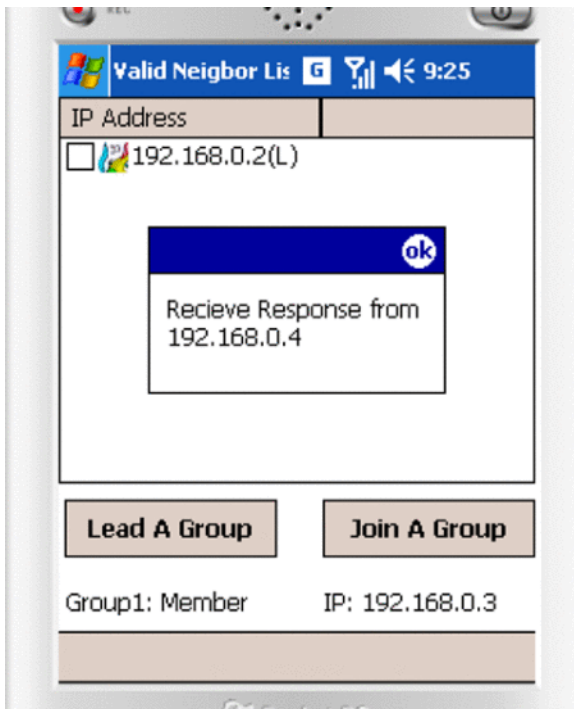 REC
Valid Neigbor Lis G 9:25
IP Address
192.168.0.2(L)
ok
Recieve Response from
192.168.0.4
Lead A Group
Join A Group
Group1: Member
IP: 192.168.0.3